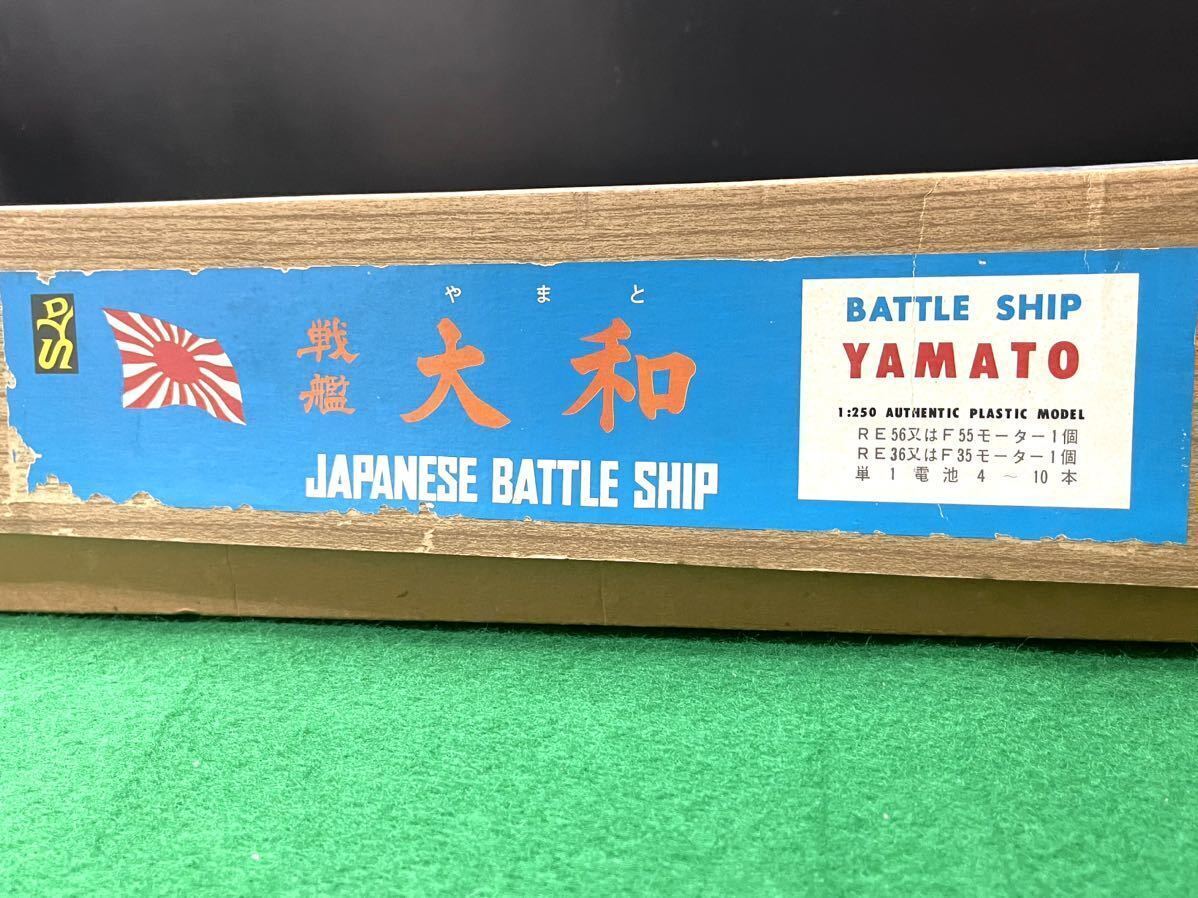 SYD
やまと
戦艦 大和
JAPANESE BATTLE SHIP
BATTLE SHIP
YAMATO
1:250 AUTHENTIC PLASTIC MODEL
RE56又はF55モーター1個
RE36又はF35モーター1個
単1電池4～10本